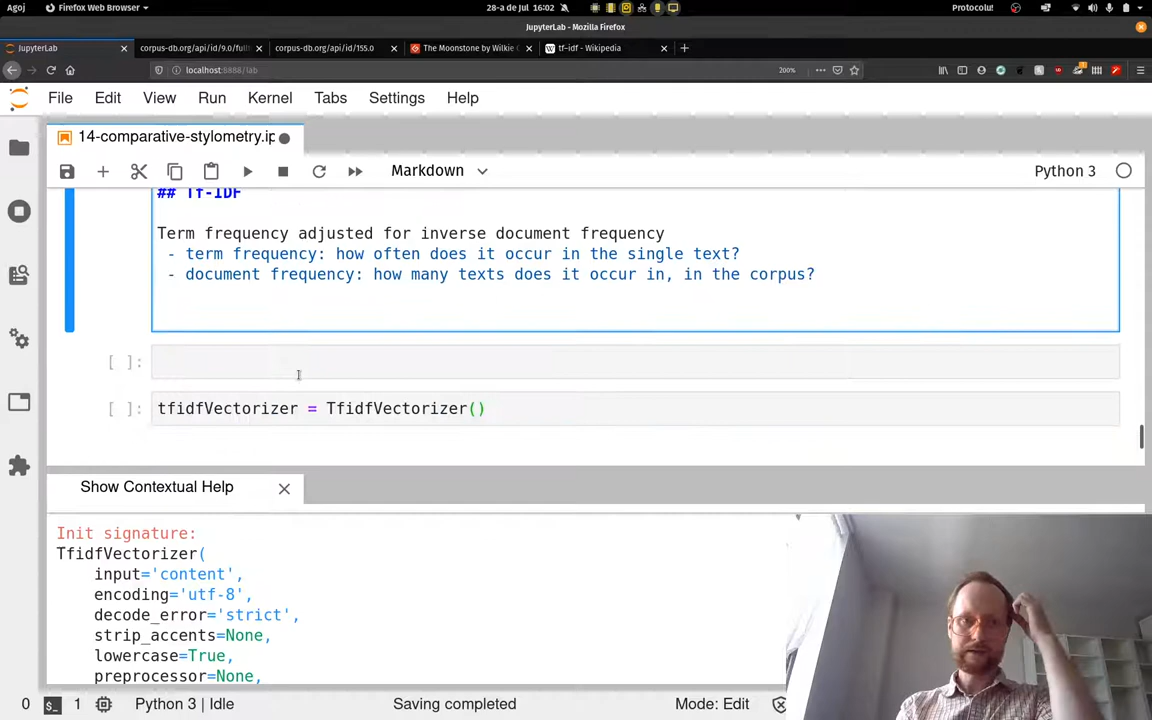 Agoj Firefox Web Browser 28-a de Jul 16:02 Protocolu!
JupyterLab - Mozilla Firefox
JupyterLab corpus-db.org/api/id/9.0/full corpus-db.org/api/id/155.0 The Moonstone by Wilkie C tf-idf - Wikipedia
localhost:8888/lab 200%
File Edit View Run Kernel Tabs Settings Help
14-comparative-stylometry.ip
Markdown Python 3
## Tf-IDF
Term frequency adjusted for inverse document frequency
- term frequency: how often does it occur in the single text?
- document frequency: how many texts does it occur in, in the corpus?
[ ]:
[ ]: tfidfVectorizer = TfidfVectorizer()
Show Contextual Help
Init signature:
TfidfVectorizer(
input='content',
encoding='utf-8',
decode_error='strict',
strip_accents=None,
lowercase=True,
preprocessor=None,
0 1 Python 3 | Idle Saving completed Mode: Edit